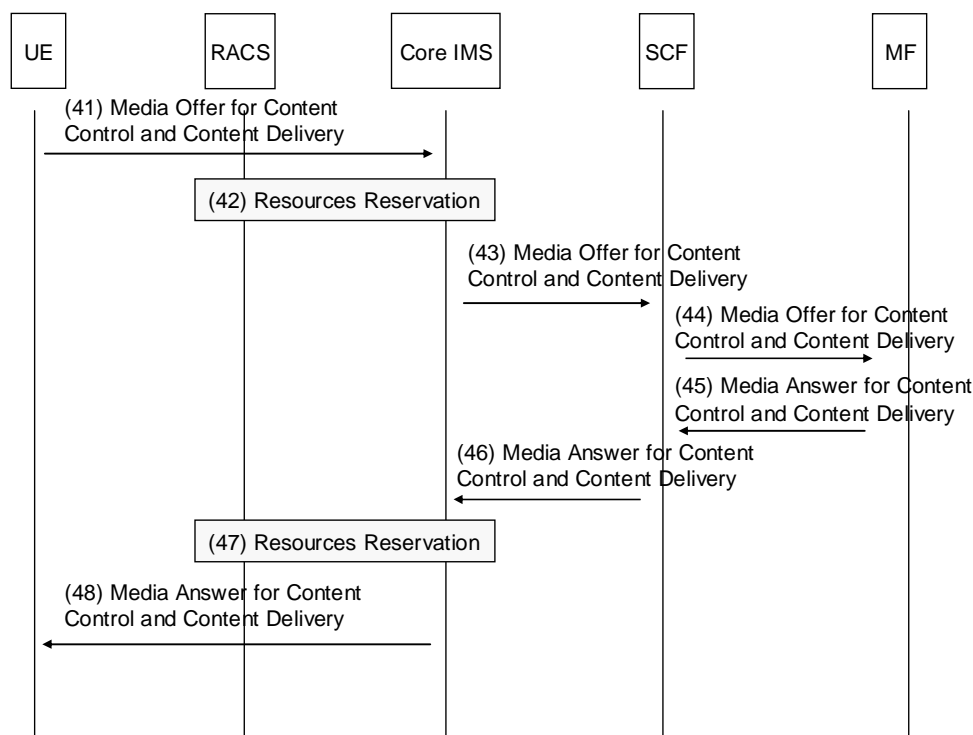 UE
RACS
Core IMS
SCF
MF
(41) Media Offer for Content
Control and Content Delivery
(42) Resources Reservation
(43) Media Offer for Content
Control and Content Delivery
(44) Media Offer for Content
Control and Content Delivery
(45) Media Answer for Content
Control and Content Delivery
(46) Media Answer for Content
Control and Content Delivery
(47) Resources Reservation
(48) Media Answer for Content
Control and Content Delivery